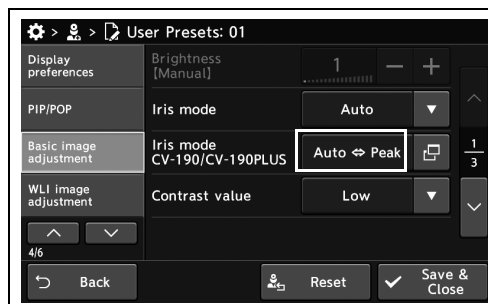 > > User Presets: 01
Display
preferences
Brightness
[Manual]
1
PIP/POP
Iris mode
Auto
Basic image
adjustment
Iris mode
CV-190/CV-190PLUS
Auto ⇔ Peak
1
3
WLI image
adjustment
Contrast value
Low
4/6
Back
Reset
Save &
Close